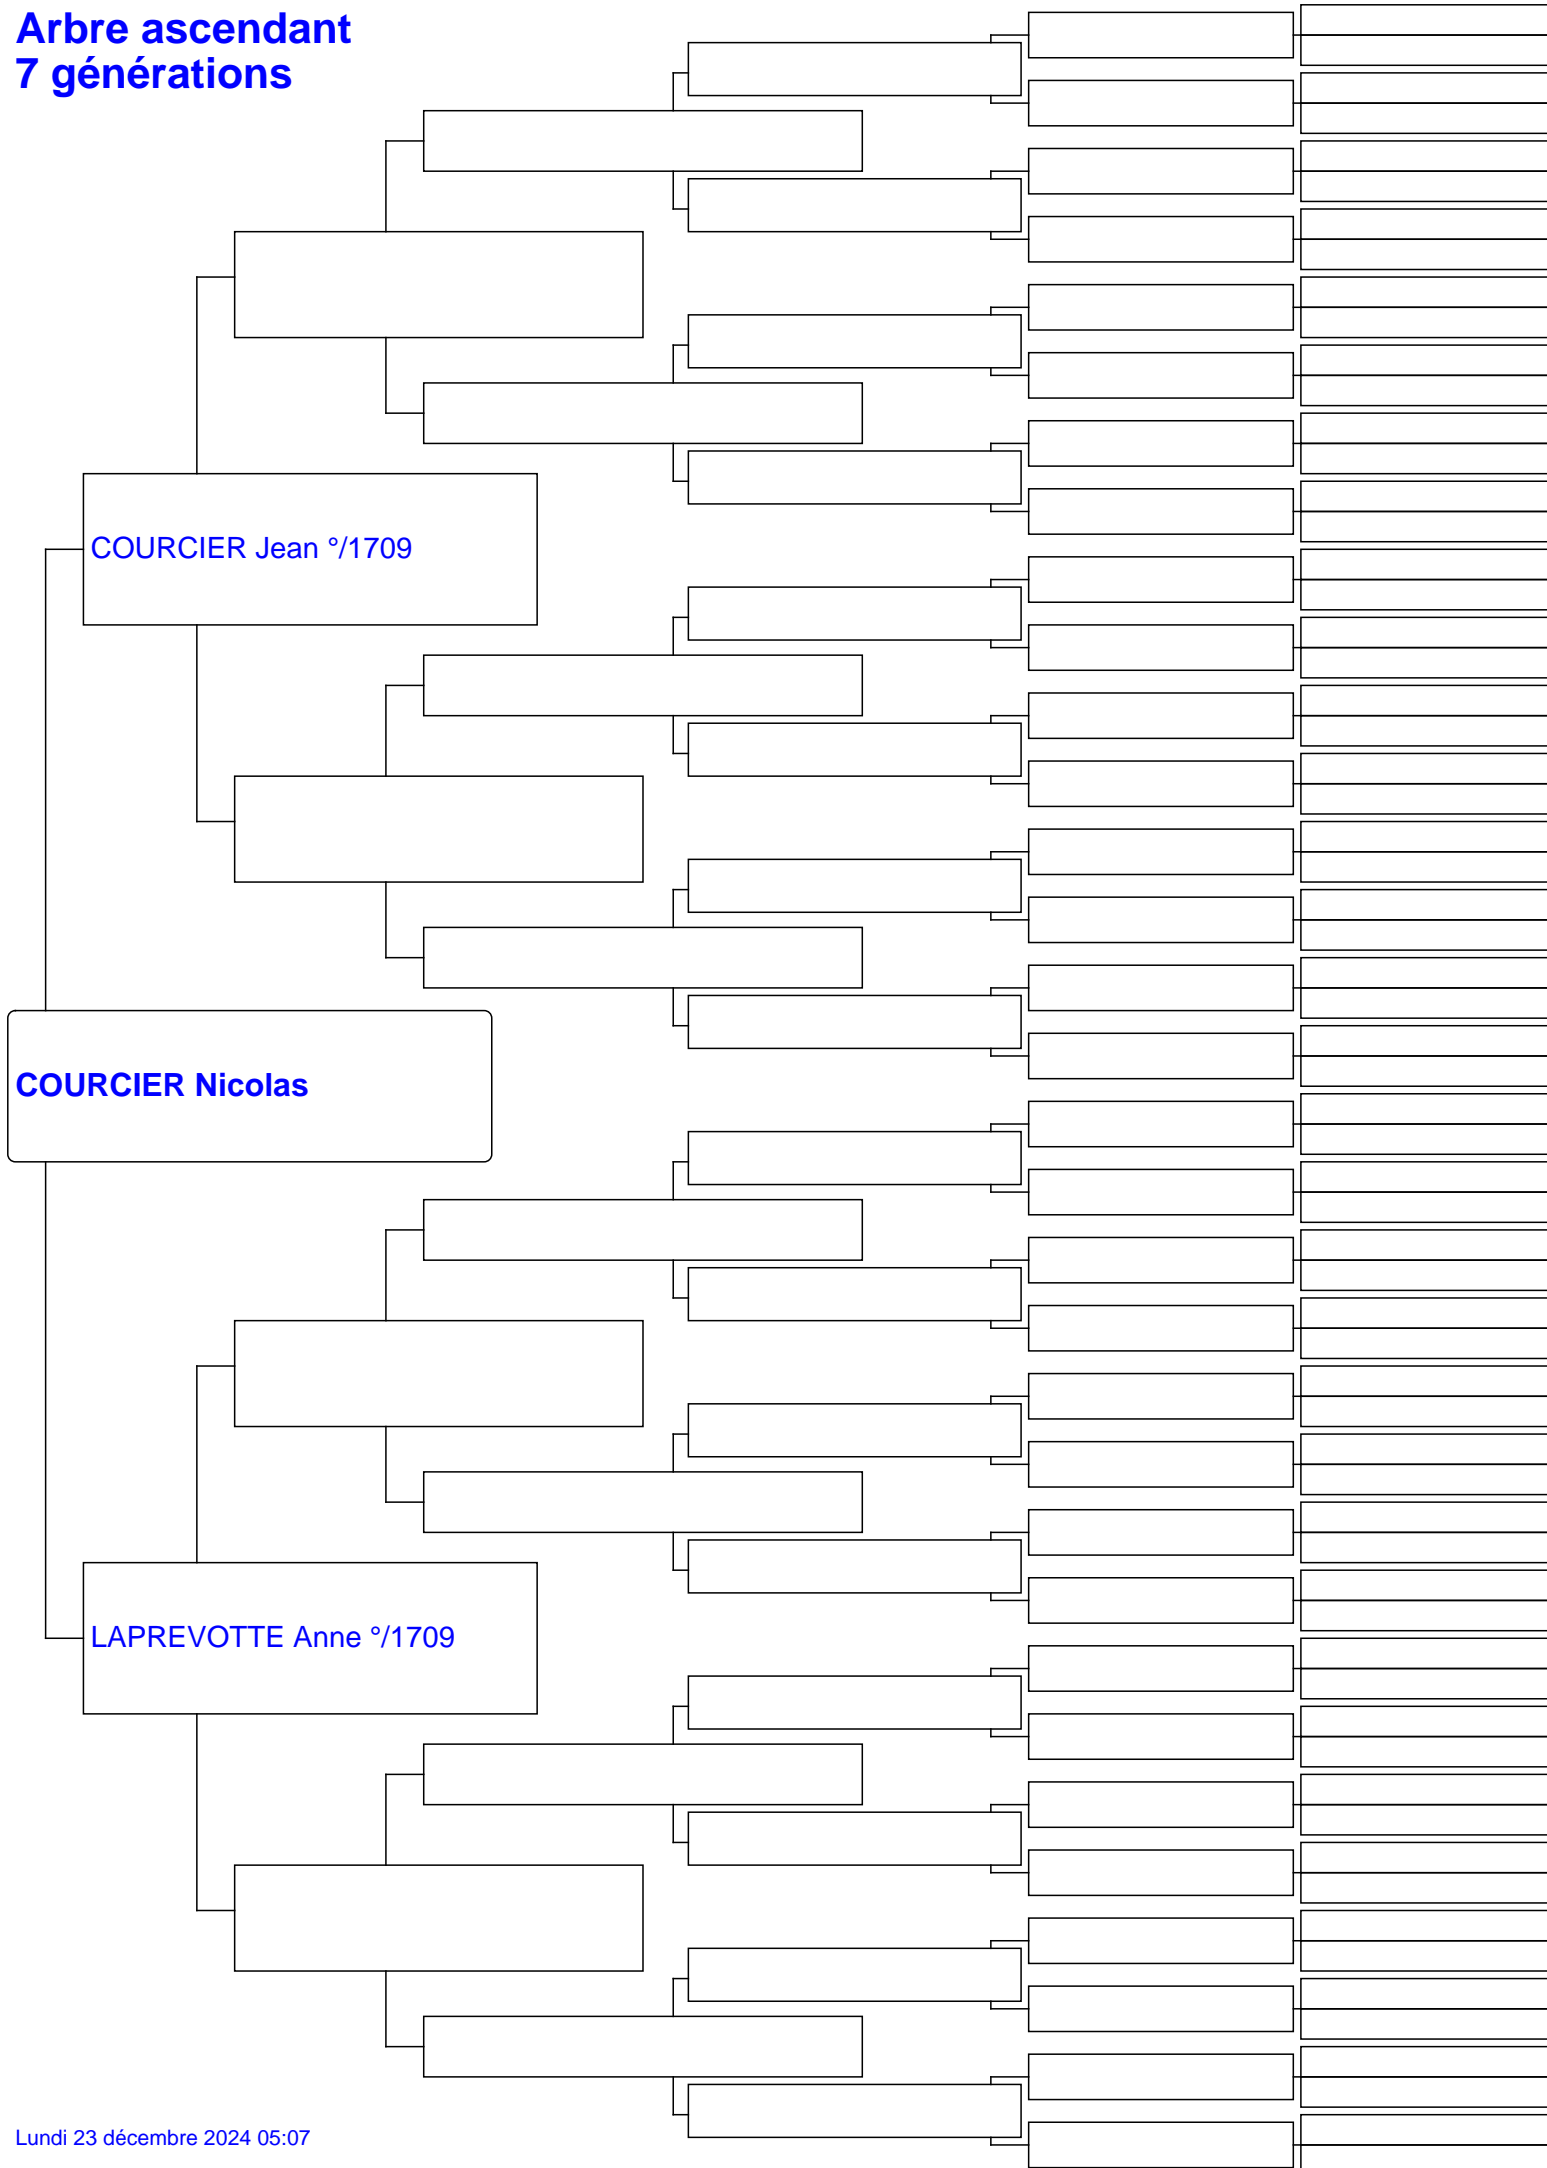 Arbre ascendant
7 générations
COURCIER Jean °/1709
COURCIER Nicolas
LAPREVOTTE Anne °/1709
Lundi 23 décembre 2024 05:07